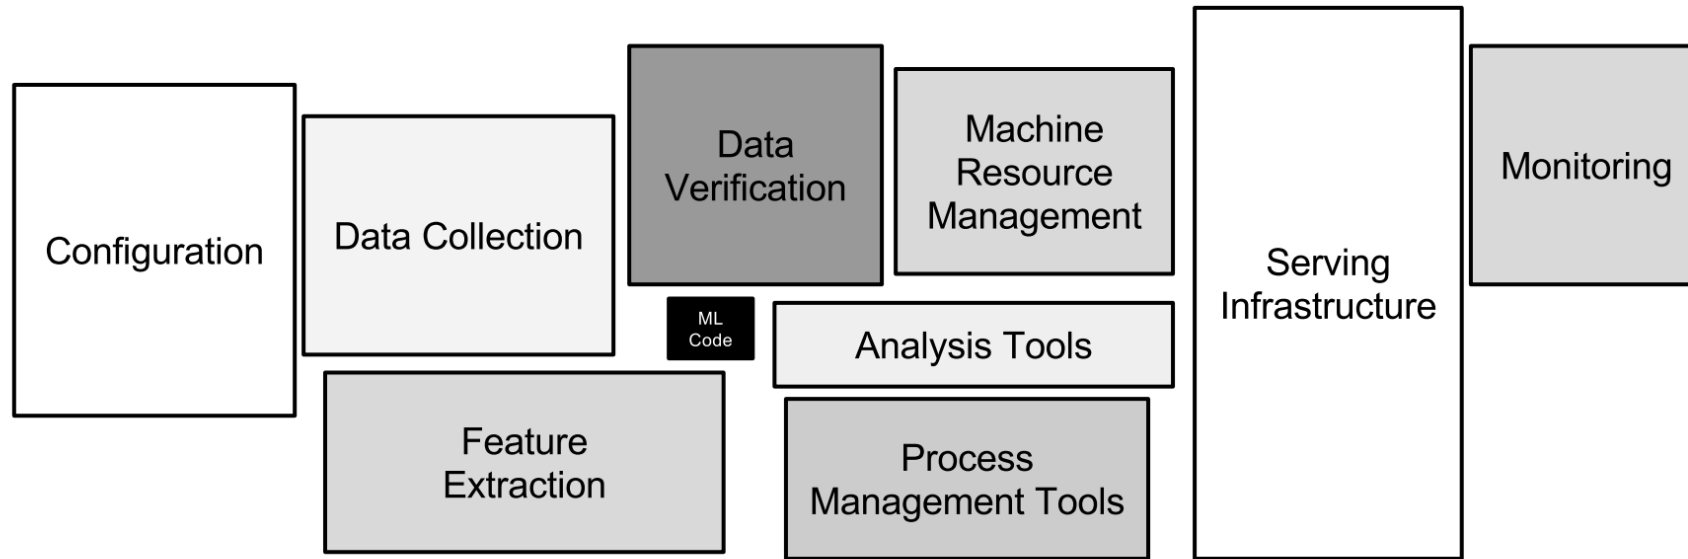 Configuration
Data Collection
Data
Verification
Machine
Resource
Management
Monitoring
Serving
Infrastructure
ML
Code
Analysis Tools
Feature
Extraction
Process
Management Tools